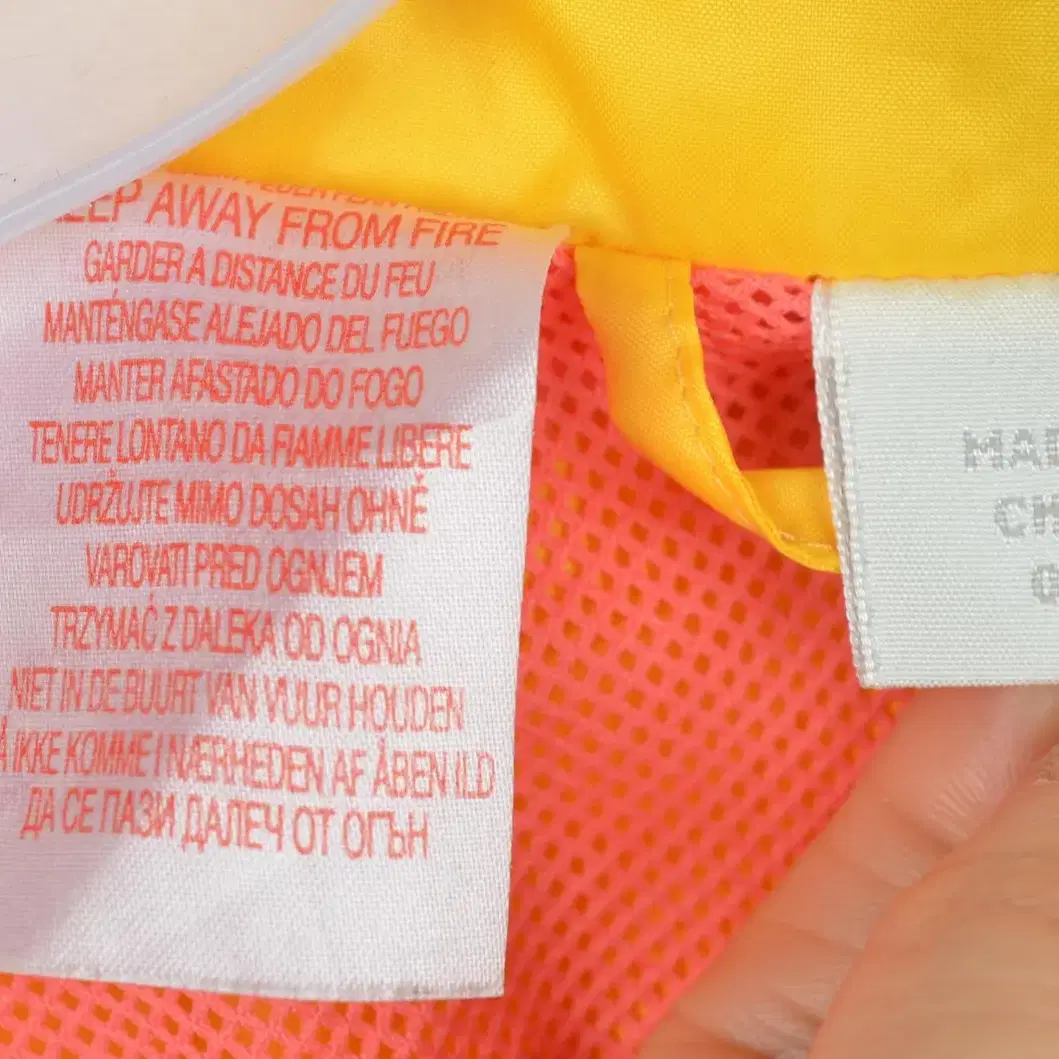 AWAY FROM FIRE
GARDER A DISTANCE DU FEU
MANTÉNGASE ALEJADO DEL FUEGO
MANTER AFASTADO DO FOGO
TENERE LONTANO DA FIAMME LIBERE
UDRŽUJTE MIMO DOSAH OHNĚ
VAROVATI PRED OGNJEM
TRZYMAĆ Z DALEKA OD OGNIA
NIET IN DE BUURT VAN VUUR HOUDEN
IKKE KOMME I NÆRHEDEN AF ÅBEN ILD
ДА СЕ ПАЗИ ДАЛЕЧ ОТ ОГЪН